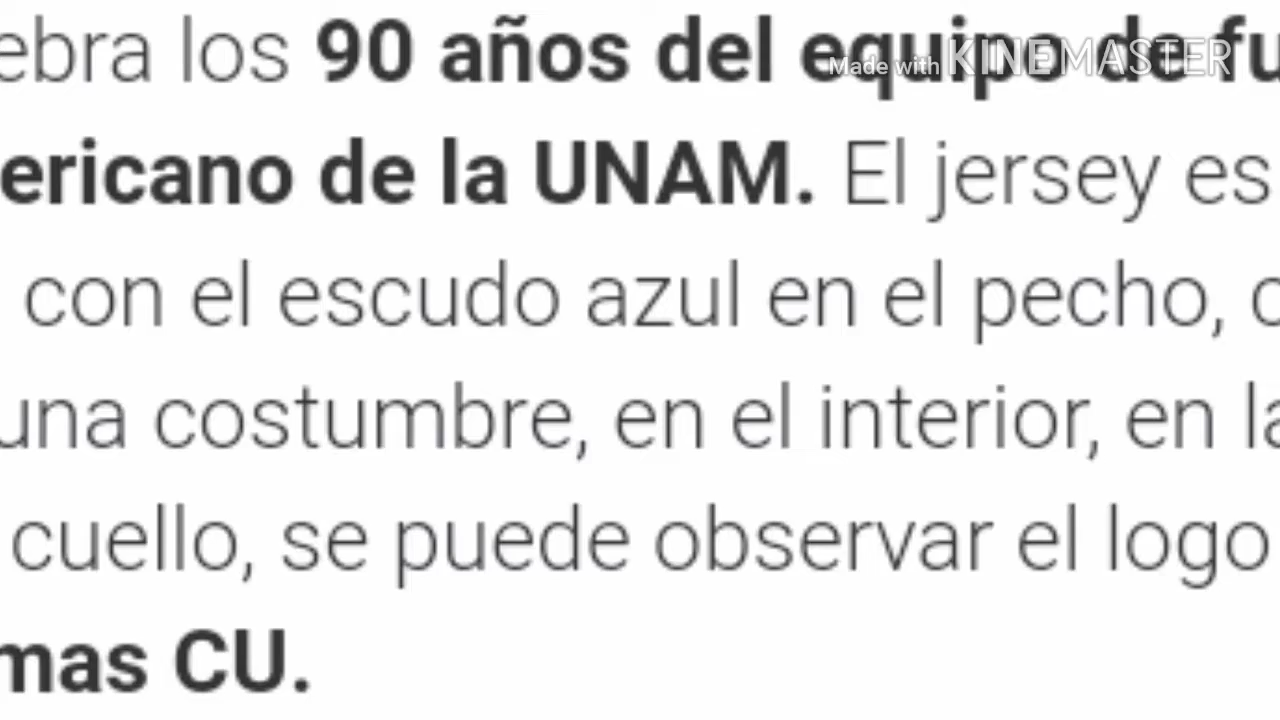 ebra los 90 años del equipo de fu
Made with KINEMASTER
ericano de la UNAM. El jersey es
con el escudo azul en el pecho, c
una costumbre, en el interior, en la
cuello, se puede observar el logo
mas CU.